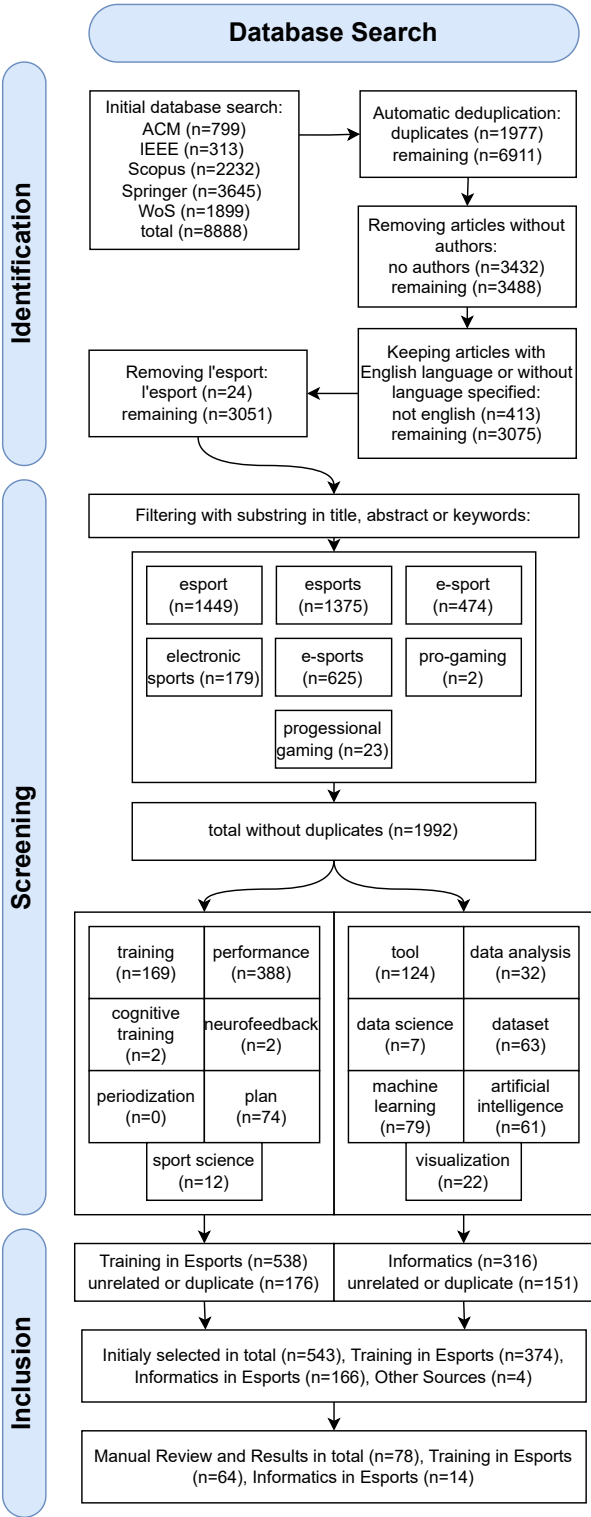 Database Search
Identification
Initial database search:
ACM (n=799)
IEEE (n=313)
Scopus (n=2232)
Springer (n=3645)
WoS (n=1899)
total (n=8888)
Automatic deduplication:
duplicates (n=1977)
remaining (n=6911)
Removing articles without
authors:
no authors (n=3432)
remaining (n=3488)
Keeping articles with
English language or without
language specified:
not english (n=413)
remaining (n=3075)
Removing l'esport:
l'esport (n=24)
remaining (n=3051)
Screening
Filtering with substring in title, abstract or keywords:
esport
(n=1449)
esports
(n=1375)
e-sport
(n=474)
electronic
sports (n=179)
e-sports
(n=625)
pro-gaming
(n=2)
progessional
gaming (n=23)
total without duplicates (n=1992)
training
(n=169)
performance
(n=388)
cognitive
training
(n=2)
neurofeedback
(n=2)
periodization
(n=0)
plan
(n=74)
sport science
(n=12)
tool
(n=124)
data analysis
(n=32)
data science
(n=7)
dataset
(n=63)
machine
learning
(n=79)
artificial
intelligence
(n=61)
visualization
(n=22)
Inclusion
Training in Esports (n=538)
unrelated or duplicate (n=176)
Informatics (n=316)
unrelated or duplicate (n=151)
Initialy selected in total (n=543), Training in Esports (n=374),
Informatics in Esports (n=166), Other Sources (n=4)
Manual Review and Results in total (n=78), Training in Esports
(n=64), Informatics in Esports (n=14)